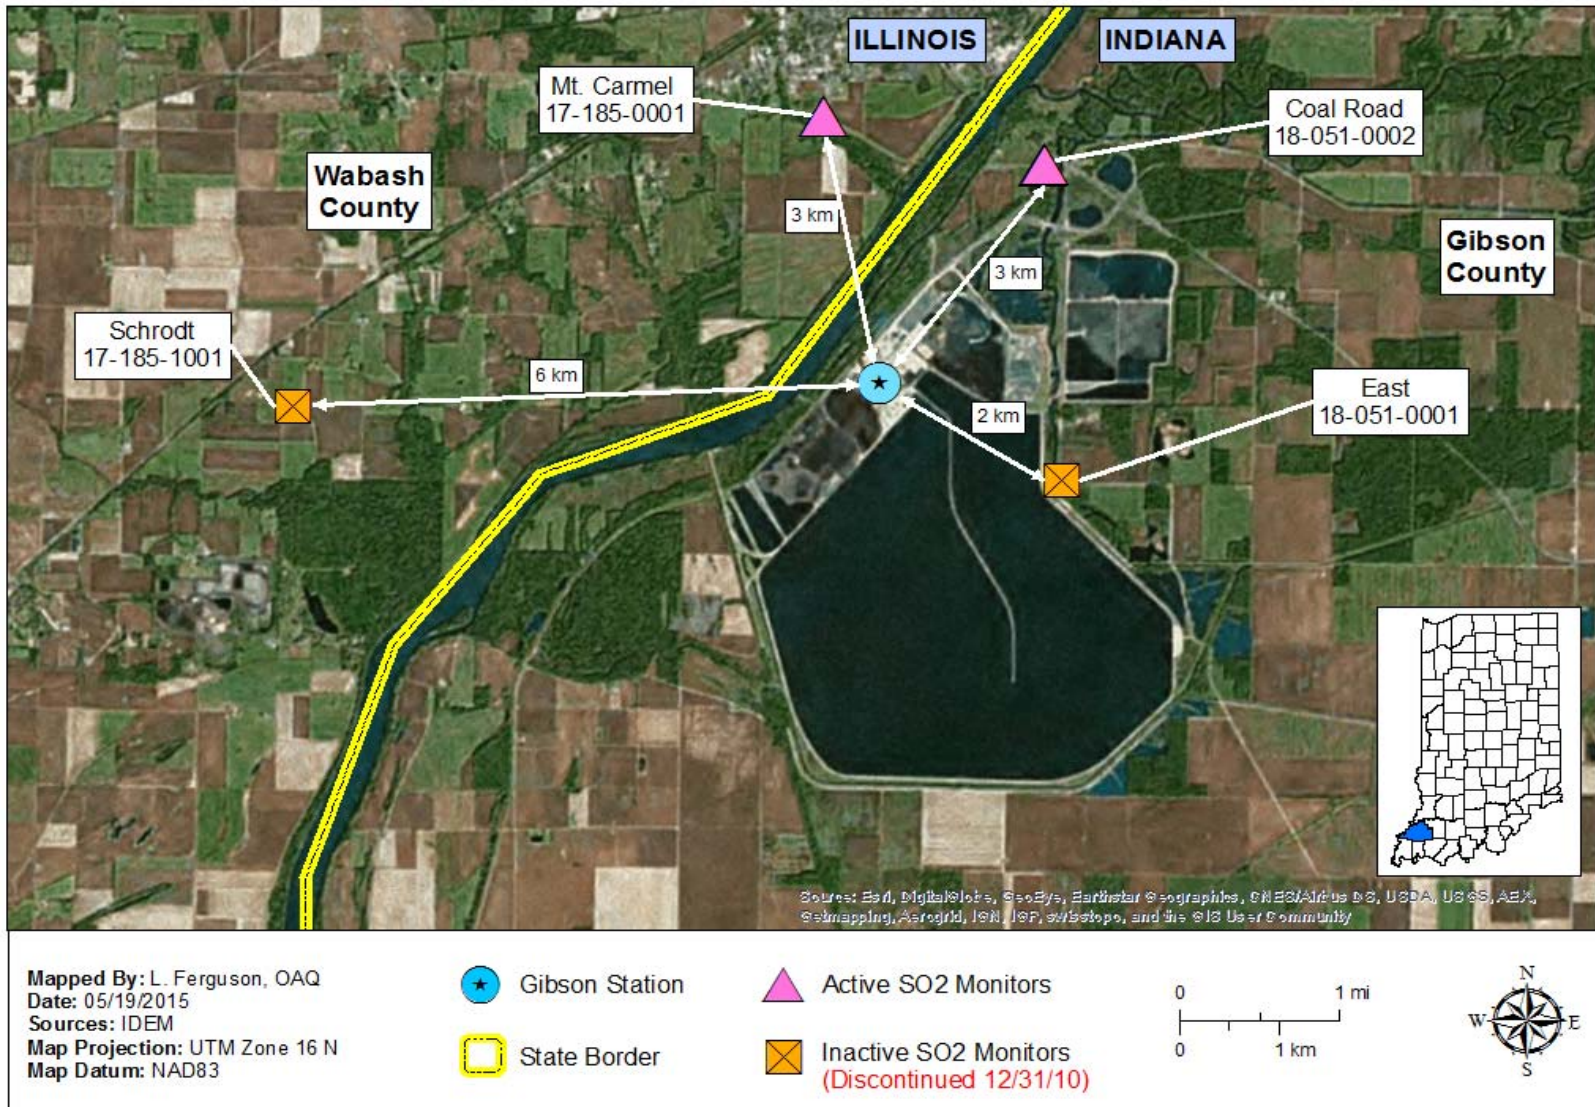 ILLINOIS
INDIANA
Mt. Carmel
17-185-0001
Coal Road
18-051-0002
Wabash
County
3 km
Gibson
County
3 km
Schrodt
17-185-1001
6 km
East
18-051-0001
2 km
Source: Esri, DigitalGlobe, GeoEye, Earthstar Geographics, CNES/Airbus DS, USDA, USGS, AEX,
Getmapping, Aerogrid, IGN, IGP, swisstopo, and the GIS User Community
Mapped By: L. Ferguson, OAQ
Date: 05/19/2015
Sources: IDEM
Map Projection: UTM Zone 16 N
Map Datum: NAD83
Gibson Station
State Border
Active SO2 Monitors
Inactive SO2 Monitors
(Discontinued 12/31/10)
0 1 mi
0 1 km
N
W E
S